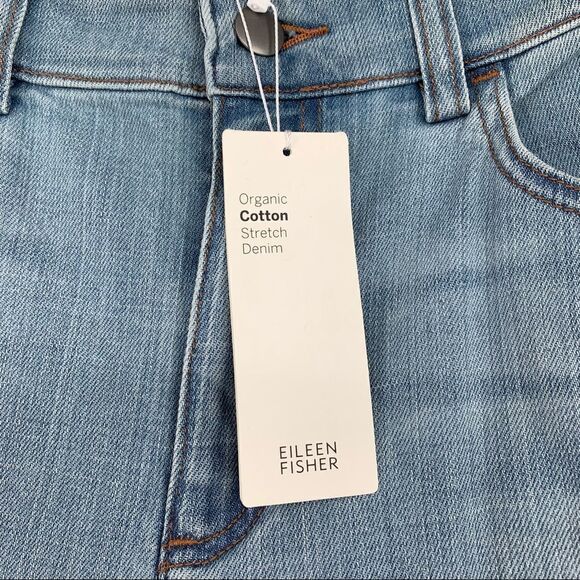 Organic
Cotton
Stretch
Denim
EILEEN
FISHER